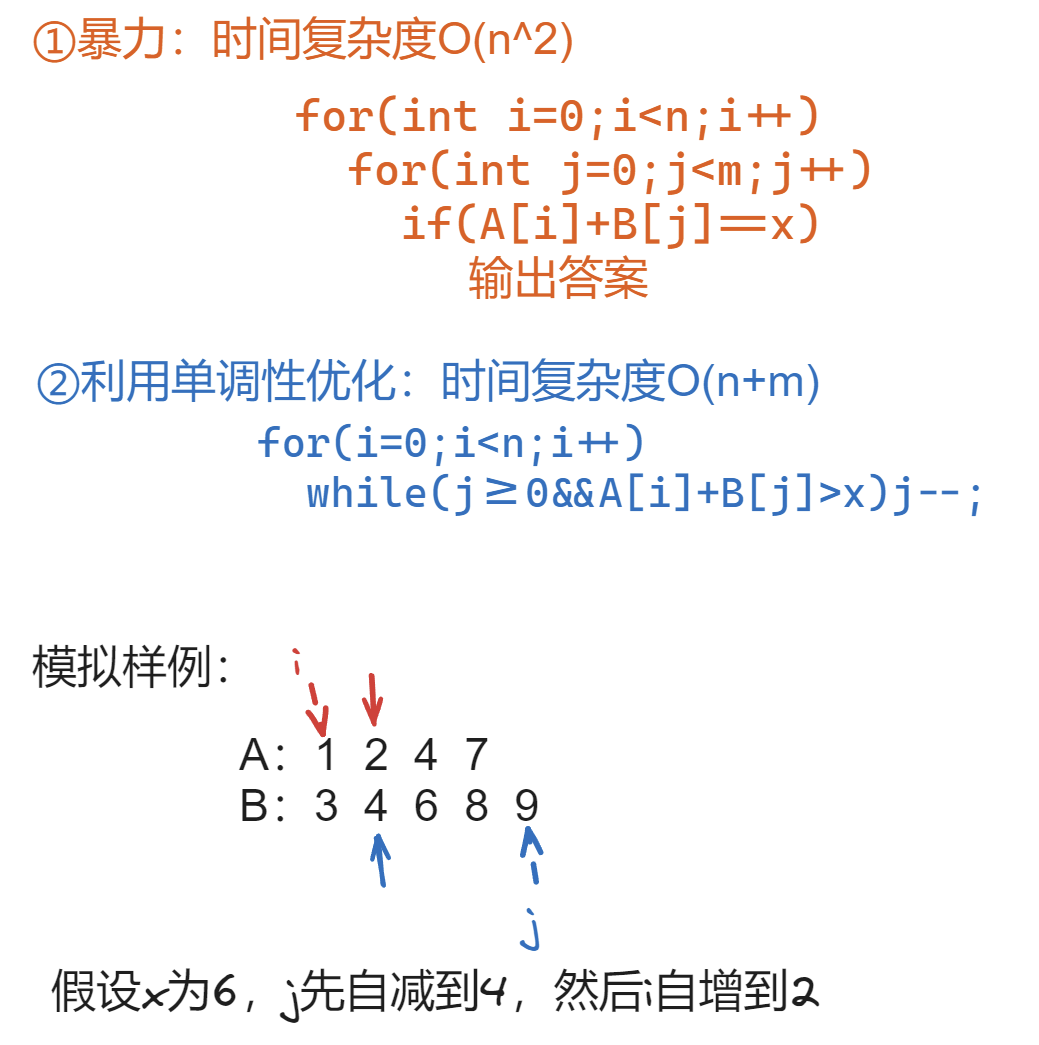 ①暴力：时间复杂度O(n^2)
for(int i=0;i<n;i++)
for(int j=0;j<m;j++)
if(A[i]+B[j]==x)
输出答案
②利用单调性优化：时间复杂度O(n+m)
for(i=0;i<n;i++)
while(j≥0&&A[i]+B[j]>x)j--;
模拟样例：
i
A：1 2 4 7
B：3 4 6 8 9
j
假设x为6，j先自减到4，然后i自增到2